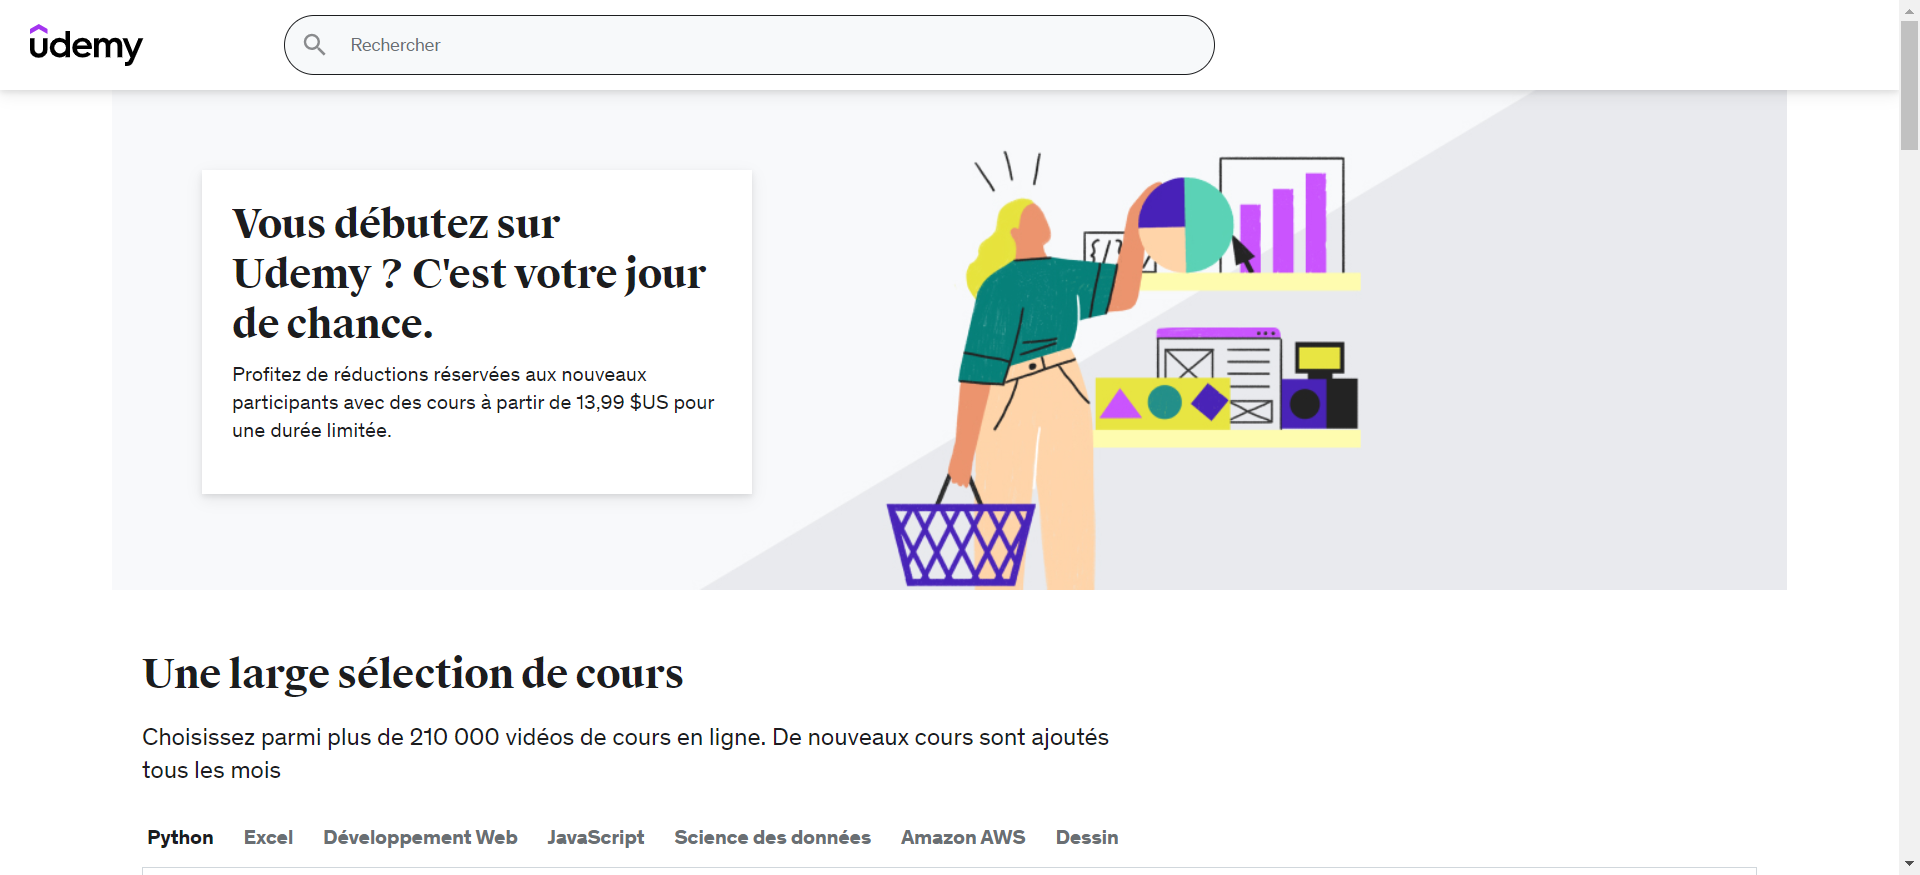 udemy
Rechercher
Vous débutez sur
Udemy ? C'est votre jour
de chance.
Profitez de réductions réservées aux nouveaux
participants avec des cours à partir de 13,99 $US pour
une durée limitée.
{/}
Une large sélection de cours
Choisissez parmi plus de 210 000 vidéos de cours en ligne. De nouveaux cours sont ajoutés
tous les mois
Python Excel Développement Web JavaScript Science des données Amazon AWS Dessin